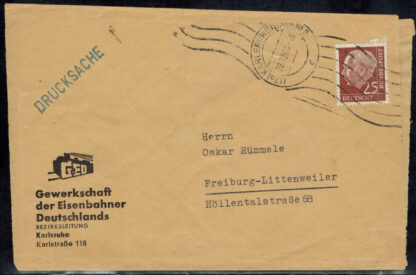 DRUCKSACHE
25
DEUTSCHE
BUNDESPOST
GED
Gewerkschaft
der Eisenbahner
Deutschlands
BEZIRKSLEITUNG
Karlsruhe
Karlstraße 118
Herrn
Oskar Rümmele
Freiburg-Littenweiler
Höllentalstraße 68